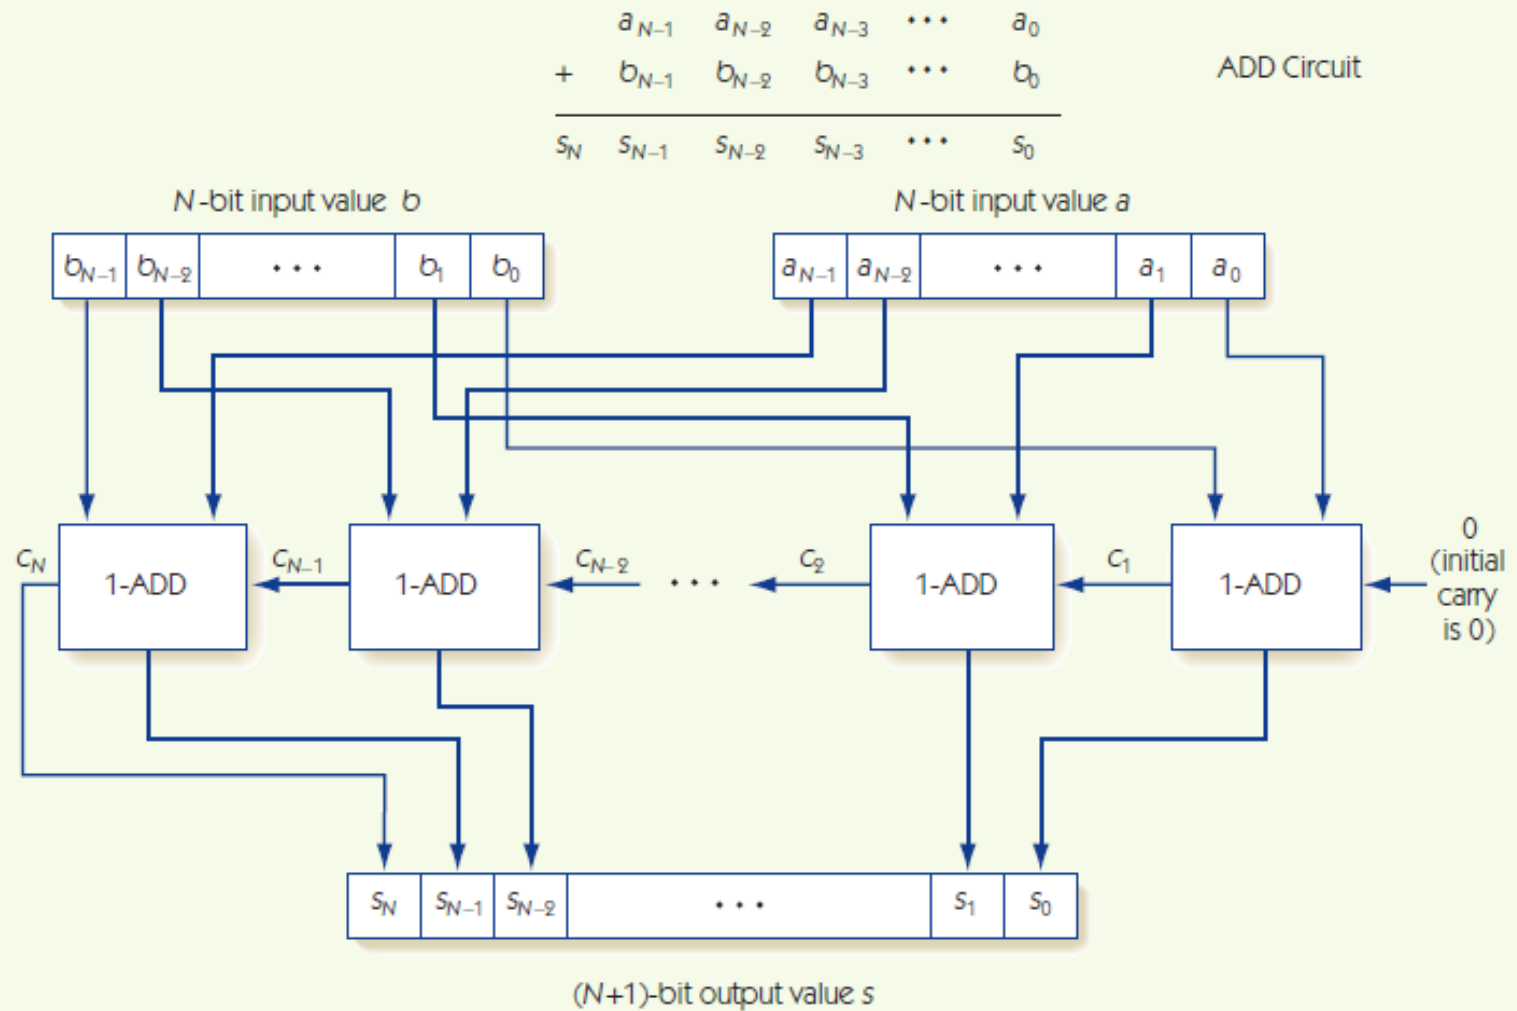 a_{N–1} a_{N–2} a_{N–3} ··· a_0
+ b_{N–1} b_{N–2} b_{N–3} ··· b_0
ADD Circuit
s_N s_{N–1} s_{N–2} s_{N–3} ··· s_0
N-bit input value b
N-bit input value a
b_{N–1} b_{N–2} ··· b_1 b_0
a_{N–1} a_{N–2} ··· a_1 a_0
c_N 1-ADD c_{N–1} 1-ADD c_{N–2} ··· c_2 1-ADD c_1 1-ADD
0
(initial
carry
is 0)
s_N s_{N–1} s_{N–2} ··· s_1 s_0
(N+1)-bit output value s